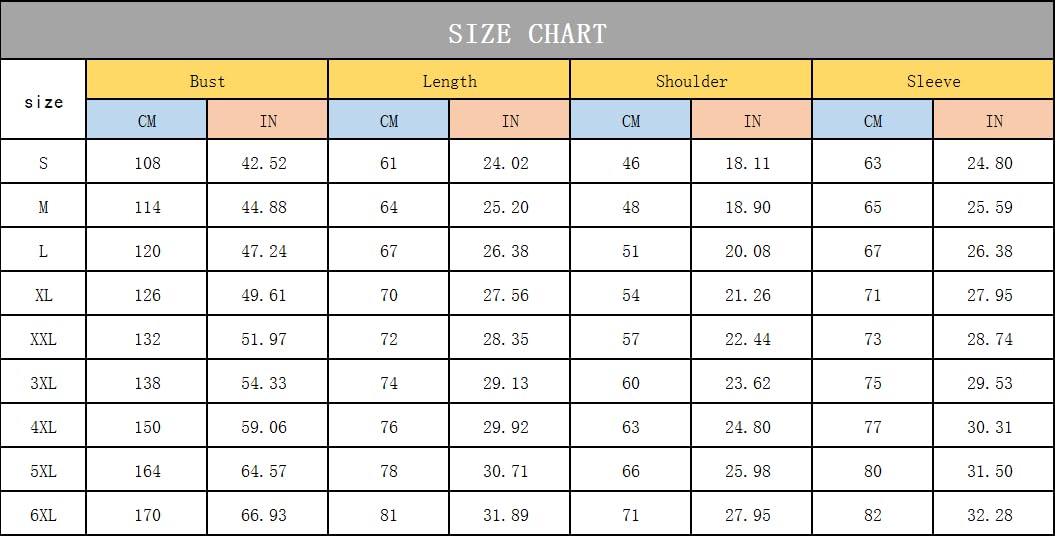 SIZE CHART
size Bust Length Shoulder Sleeve
CM IN CM IN CM IN CM IN
S 108 42.52 61 24.02 46 18.11 63 24.80
M 114 44.88 64 25.20 48 18.90 65 25.59
L 120 47.24 67 26.38 51 20.08 67 26.38
XL 126 49.61 70 27.56 54 21.26 71 27.95
XXL 132 51.97 72 28.35 57 22.44 73 28.74
3XL 138 54.33 74 29.13 60 23.62 75 29.53
4XL 150 59.06 76 29.92 63 24.80 77 30.31
5XL 164 64.57 78 30.71 66 25.98 80 31.50
6XL 170 66.93 81 31.89 71 27.95 82 32.28